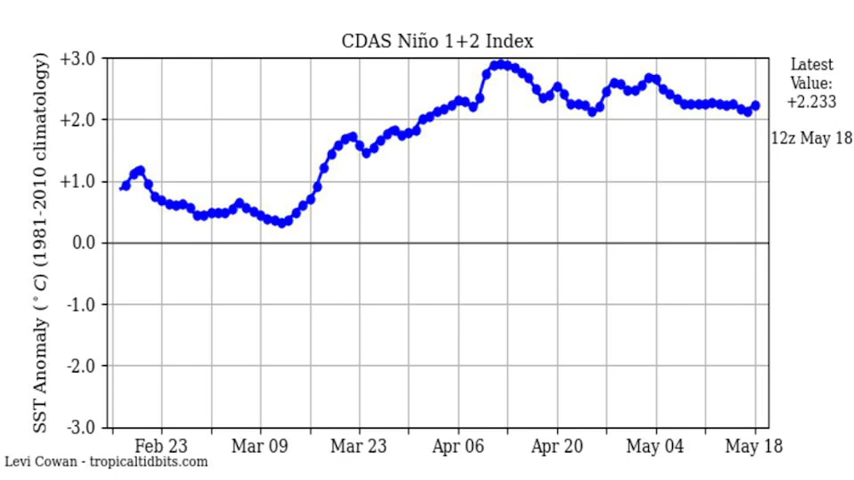 CDAS Niño 1+2 Index
SST Anomaly (°C) (1981-2010 climatology)
+3.0
+2.0
+1.0
0.0
-1.0
-2.0
-3.0
Feb 23
Mar 09
Mar 23
Apr 06
Apr 20
May 04
May 18
Latest
Value:
+2.233
12z May 18
Levi Cowan - tropicaltidbits.com